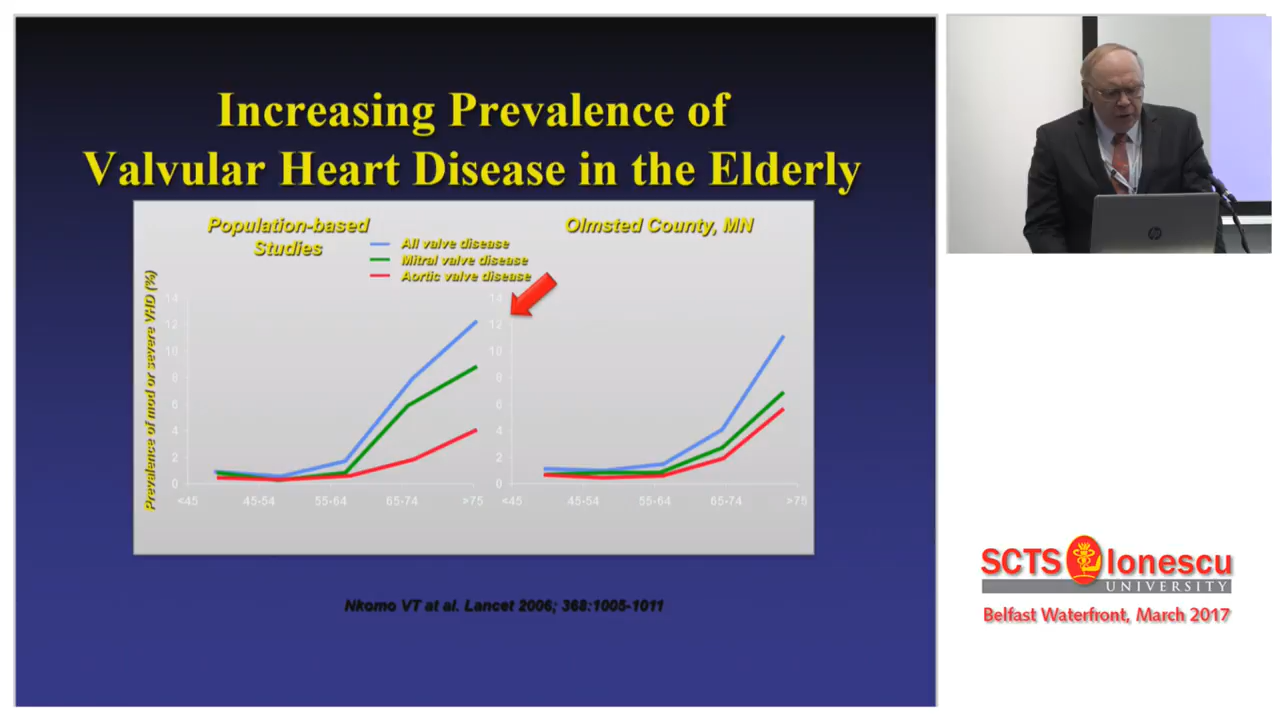 Increasing Prevalence of
Valvular Heart Disease in the Elderly
Population-based
Studies
All valve disease
Mitral valve disease
Aortic valve disease
Olmsted County, MN
Prevalence of mod or severe VHD (%)
14
12
10
8
6
4
2
0
<45 45-54 55-64 65-74 >75
14
12
10
8
6
4
2
0
<45 45-54 55-64 65-74 >75
Nkomo VT at al. Lancet 2006; 368:1005-1011
hp
SCTS Ionescu
UNIVERSITY
Belfast Waterfront, March 2017